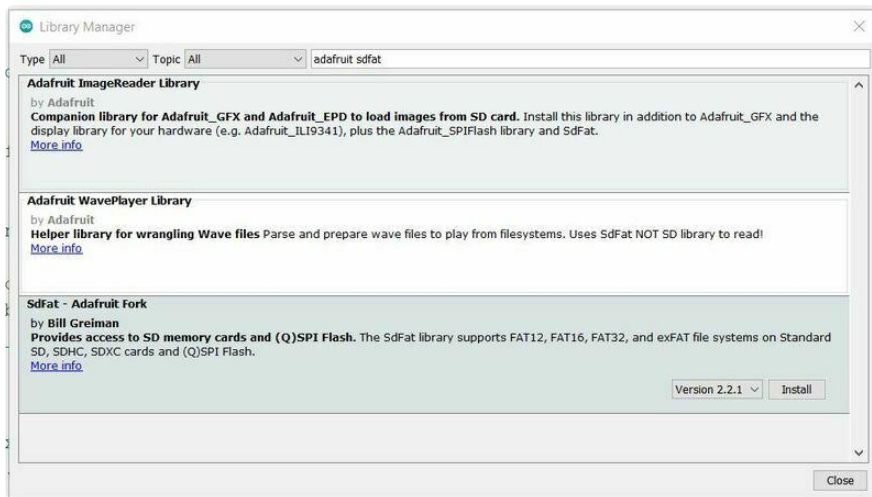 Library Manager
Type All Topic All adafruit sdfat
Adafruit ImageReader Library
by Adafruit
Companion library for Adafruit_GFX and Adafruit_EPD to load images from SD card. Install this library in addition to Adafruit_GFX and the
display library for your hardware (e.g. Adafruit_ILI9341), plus the Adafruit_SPIFlash library and SdFat.
More info
Adafruit WavePlayer Library
by Adafruit
Helper library for wrangling Wave files Parse and prepare wave files to play from filesystems. Uses SdFat NOT SD library to read!
More info
SdFat - Adafruit Fork
by Bill Greiman
Provides access to SD memory cards and (Q)SPI Flash. The SdFat library supports FAT12, FAT16, FAT32, and exFAT file systems on Standard
SD, SDHC, SDXC cards and (Q)SPI Flash.
More info
Version 2.2.1 Install
Close